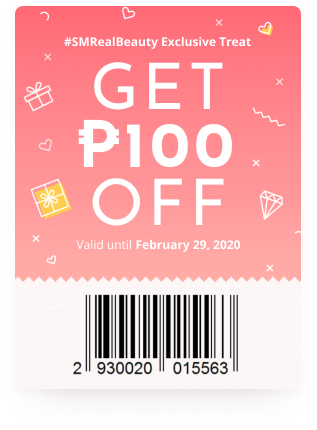 #SMRealBeauty Exclusive Treat
GET
₱100
OFF
Valid until February 29, 2020
2 930020 015563